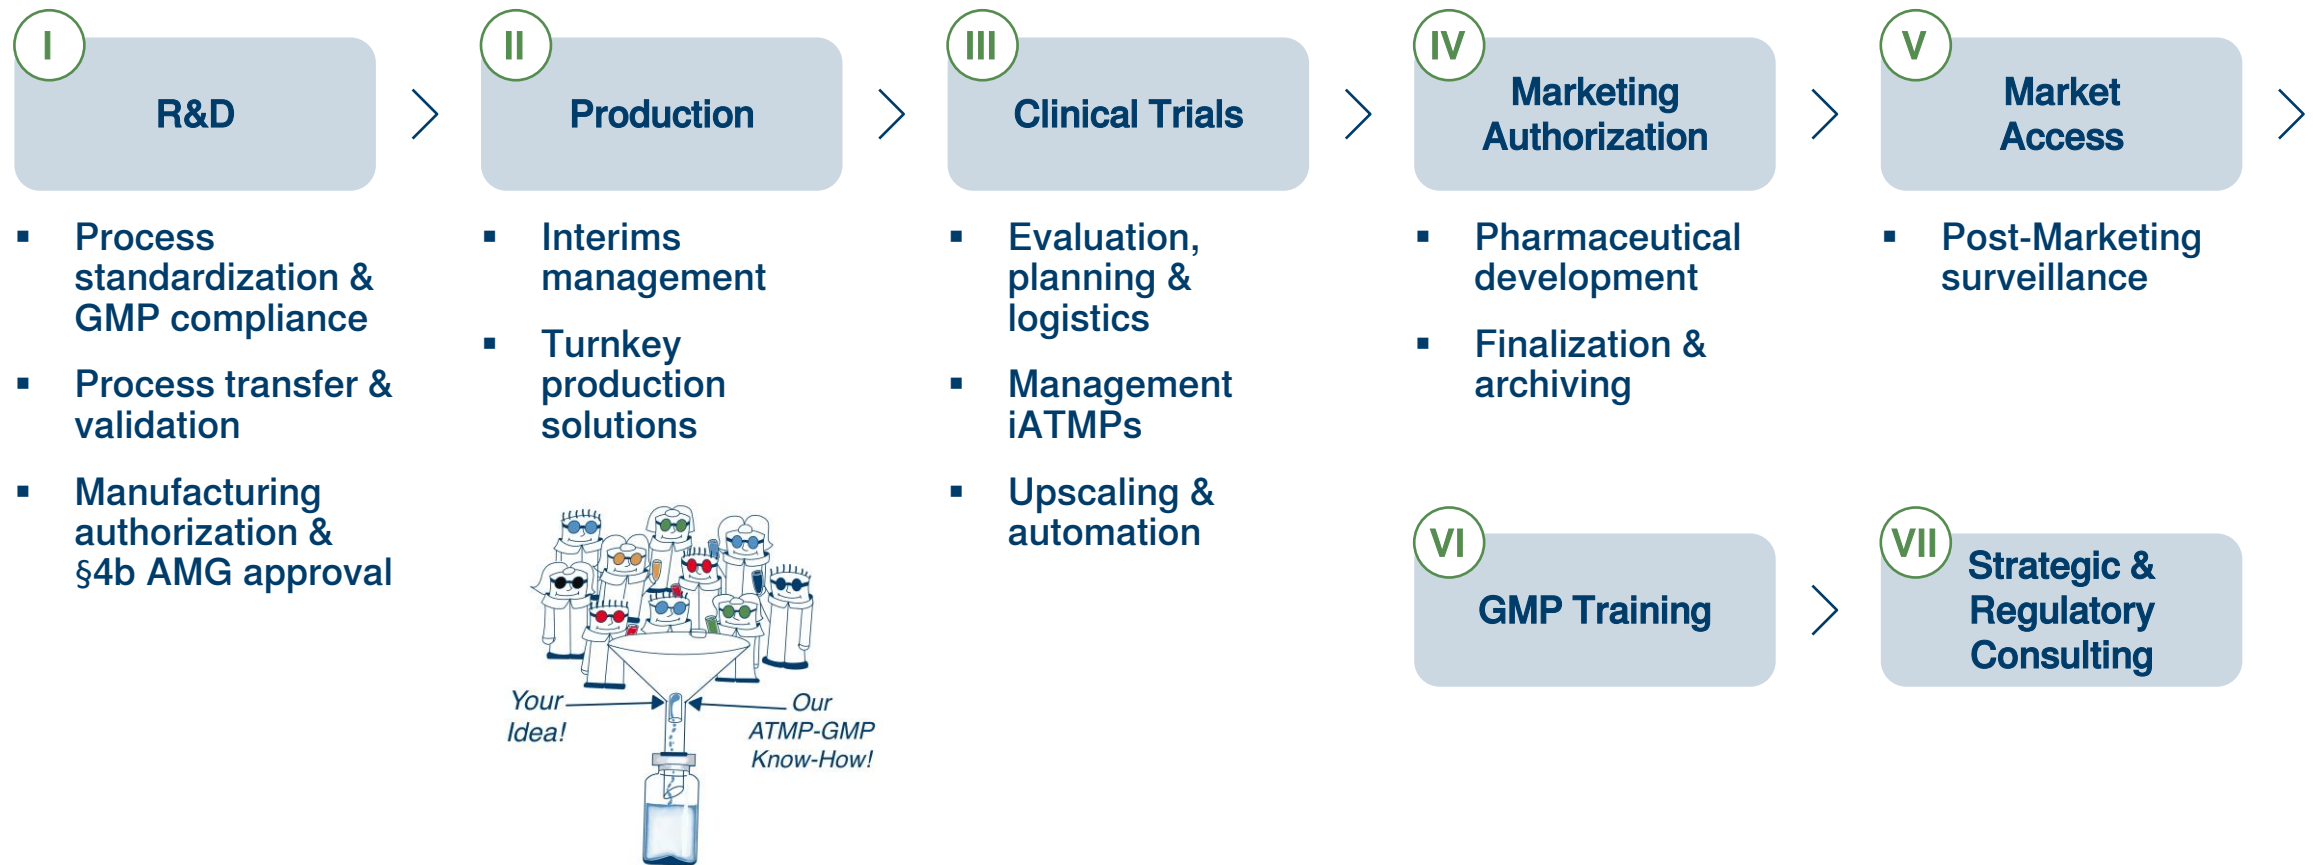 I
R&D
▪ Process
standardization &
GMP compliance
▪ Process transfer &
validation
▪ Manufacturing
authorization &
§4b AMG approval
II
Production
▪ Interims
management
▪ Turnkey
production
solutions
Your
Idea!
Our
ATMP-GMP
Know-How!
III
Clinical Trials
▪ Evaluation,
planning &
logistics
▪ Management
iATMPs
▪ Upscaling &
automation
IV
Marketing
Authorization
▪ Pharmaceutical
development
▪ Finalization &
archiving
V
Market
Access
▪ Post-Marketing
surveillance
VI
GMP Training
VII
Strategic &
Regulatory
Consulting